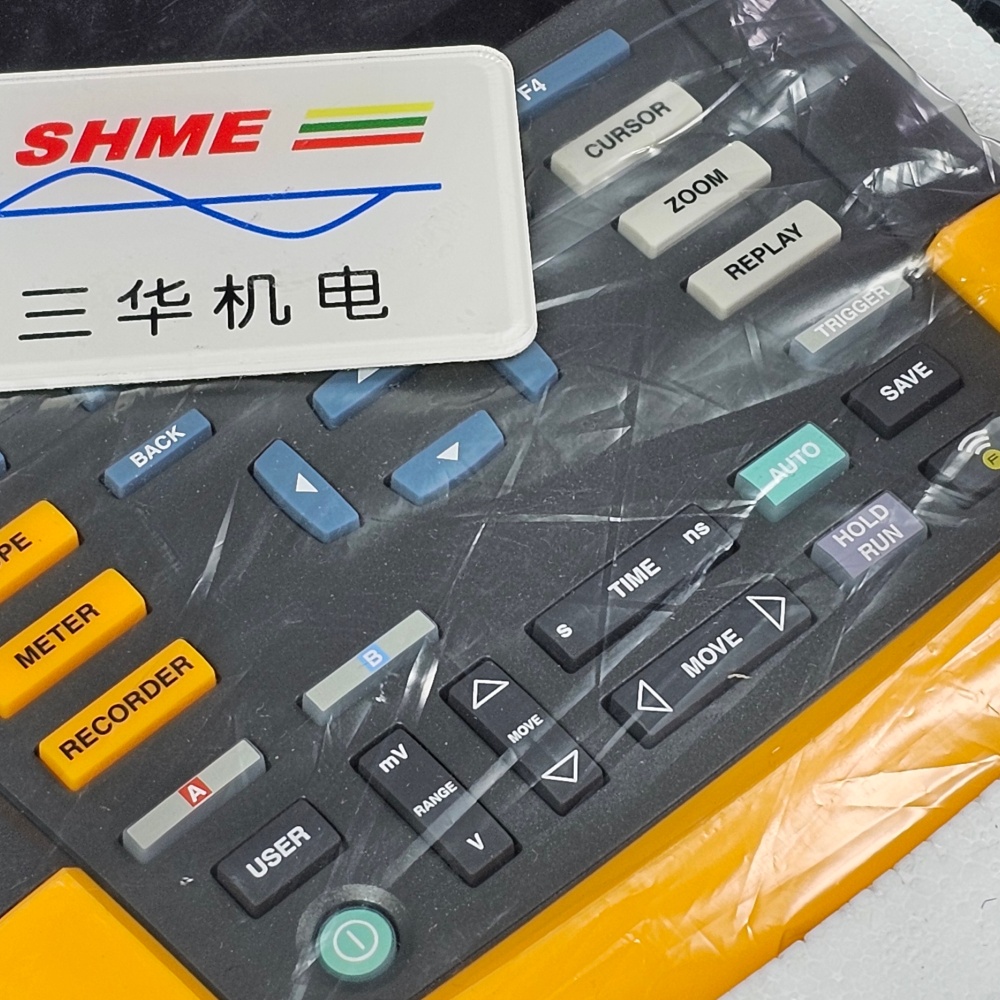 SHME
三华机电
F4
CURSOR
ZOOM
REPLAY
TRIGGER
SAVE
BACK
AUTO
HOLD
RUN
F
s TIME ns
MOVE
PE
METER
RECORDER
B
A
MOVE
mV
RANGE
V
USER